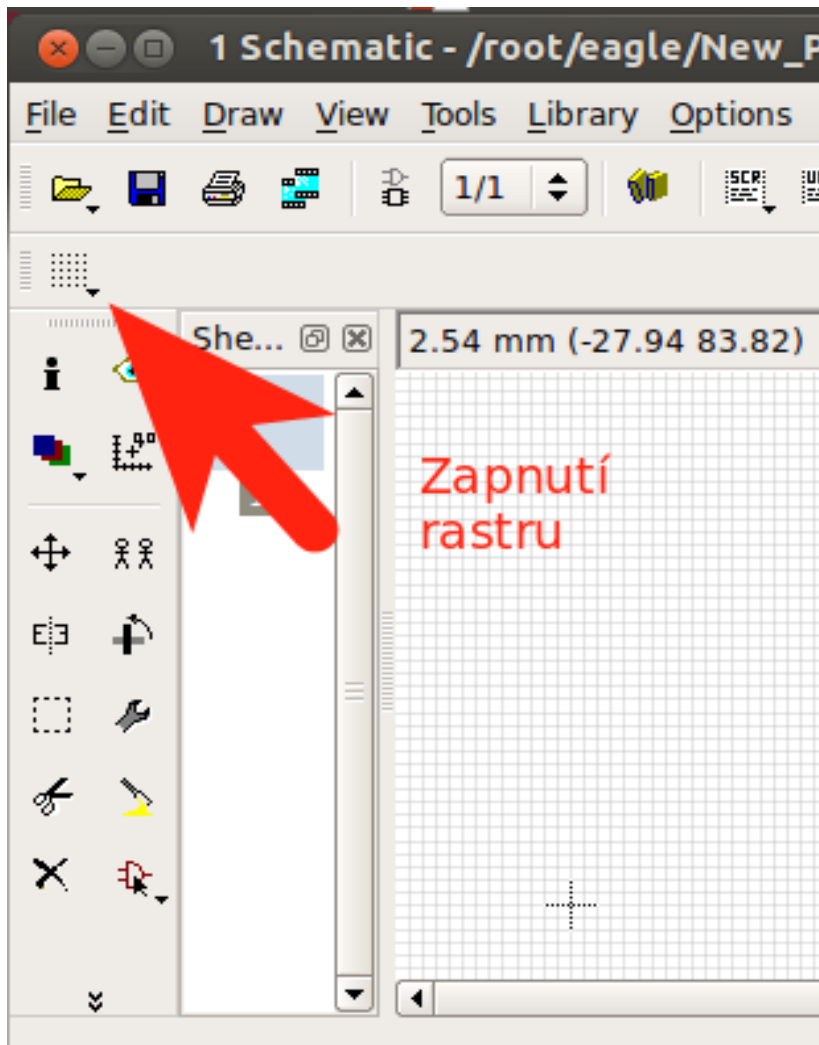 1 Schematic - /root/eagle/New_P
File Edit Draw View Tools Library Options
1/1
SCR
She...
2.54 mm (-27.94 83.82)
Zapnutí
rastru